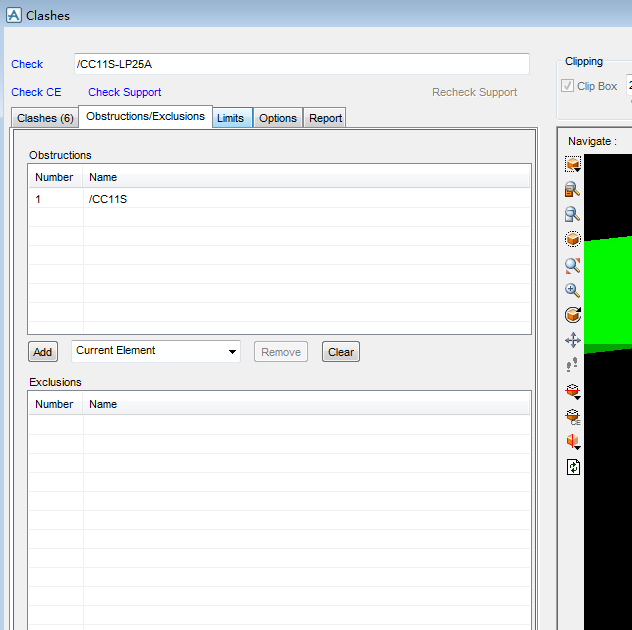 Clashes
Check
/CC11S-LP25A
Check CE
Check Support
Recheck Support
Clipping
Clip Box
Clashes (6)
Obstructions/Exclusions
Limits
Options
Report
Navigate :
Obstructions
Number Name
1 /CC11S
Add
Current Element
Remove
Clear
Exclusions
Number Name
CE